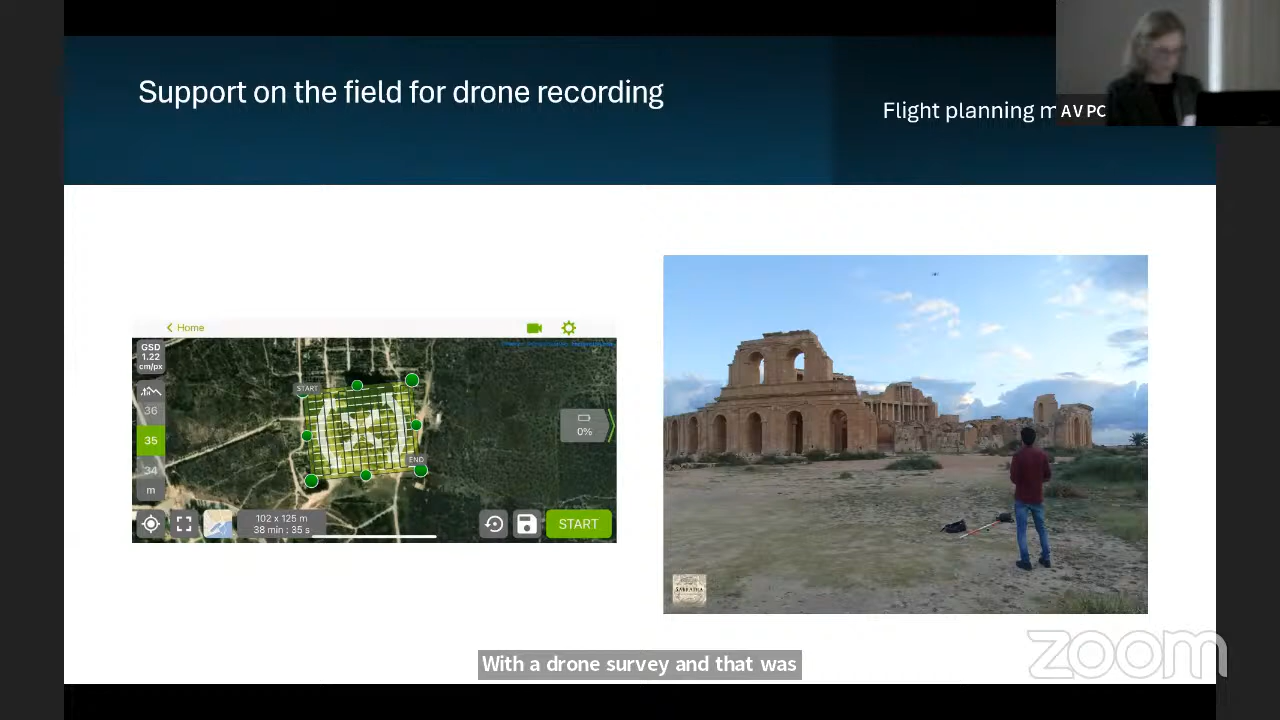 Support on the field for drone recording
Flight planning m
AV PC
Home
GSD
1.22
cm/px
36
35
34
m
START
END
0%
102 x 125 m
38 min : 35 s
START
SABRATHA
With a drone survey and that was
zoom